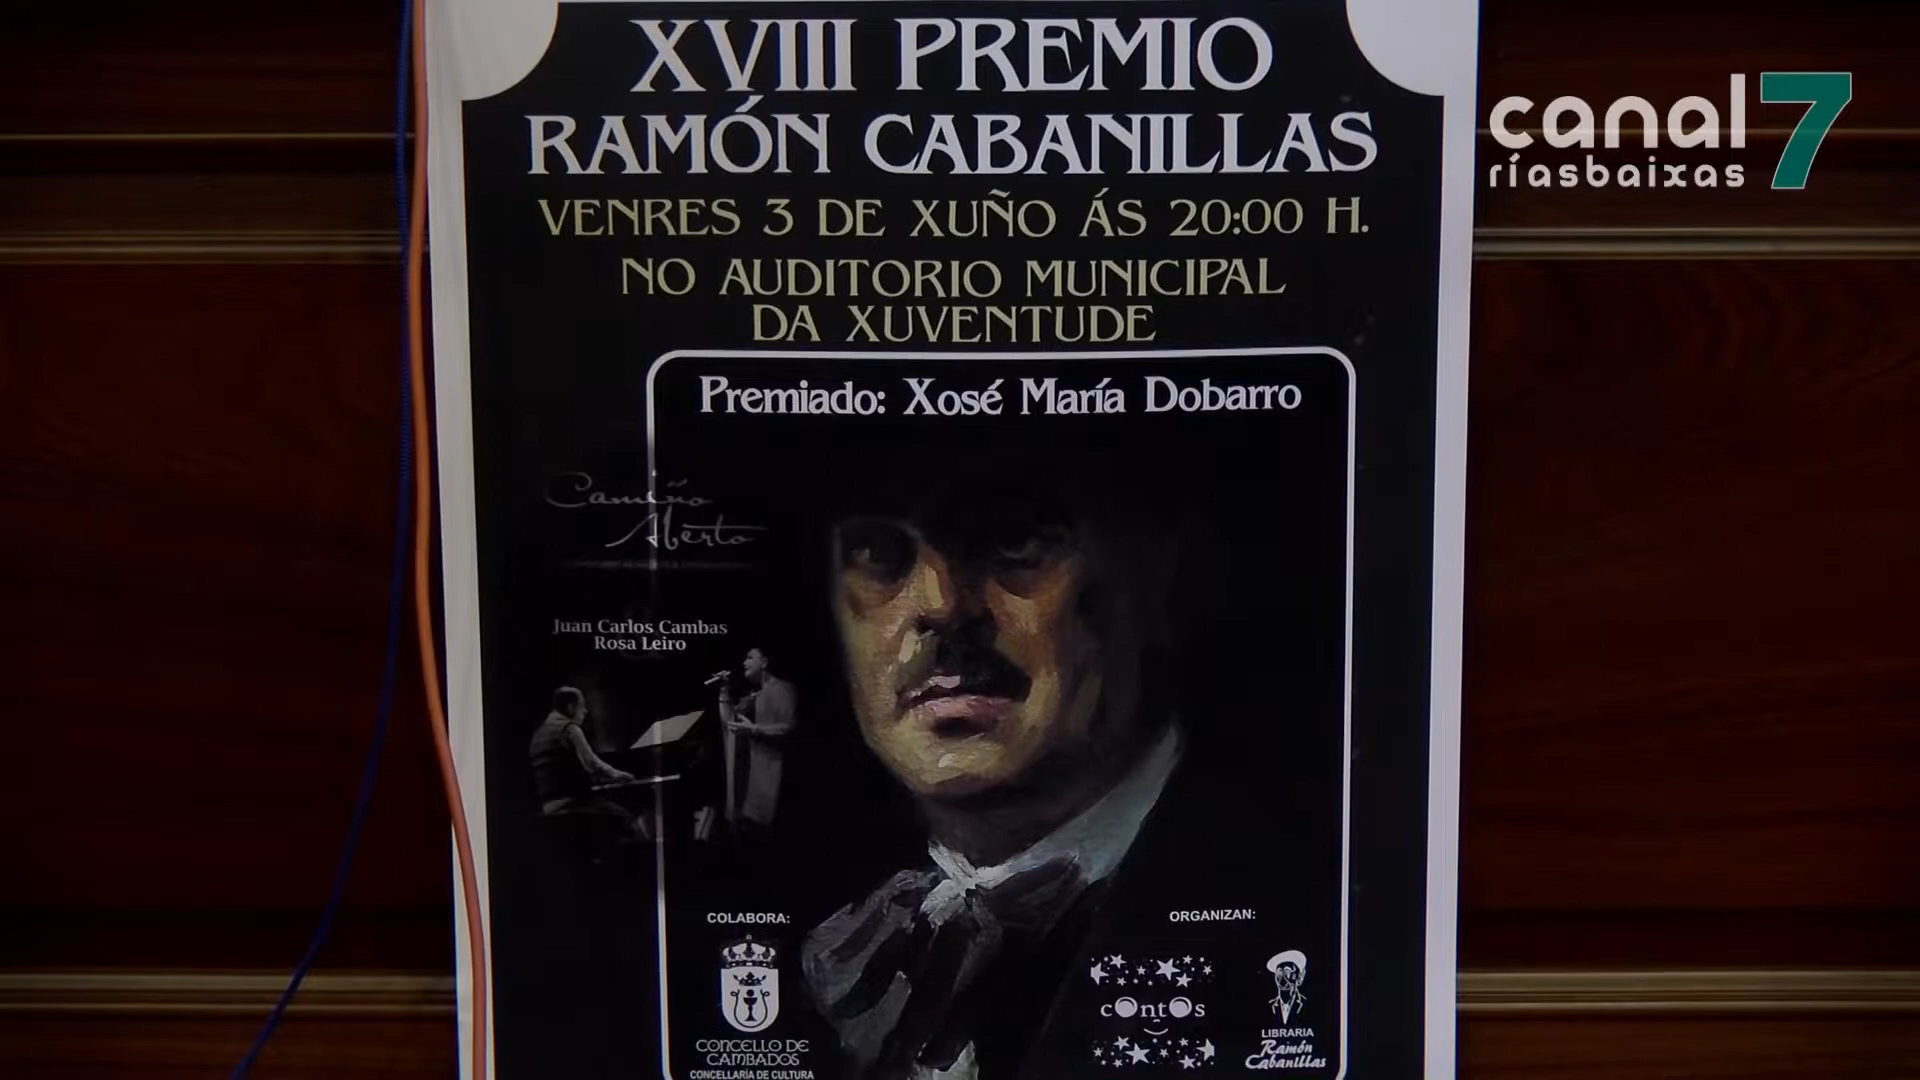 XVIII PREMIO
RAMÓN CABANILLAS
VENRES 3 DE XUÑO ÁS 20:00 H.
NO AUDITORIO MUNICIPAL
DA XUVENTUDE
Premiado: Xosé María Dobarro
Camiño
Aberto
Juan Carlos Cambas
Rosa Leiro
COLABORA:
CONCELLO DE
CAMBADOS
CONCELLARÍA DE CULTURA
ORGANIZAN:
cOntOs
LIBRARIA
Ramón
Cabanillas
canal 7
ríasbaixas